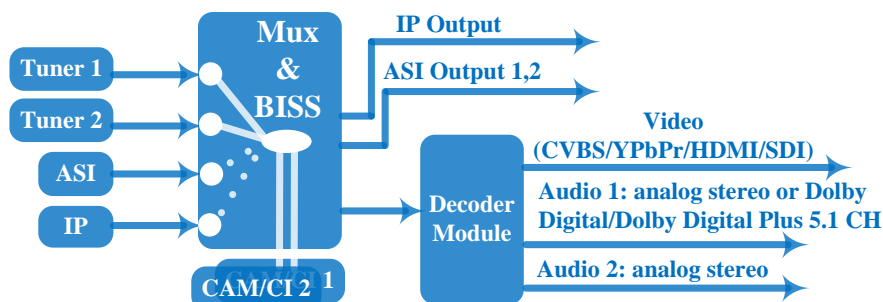 Tuner 1
Tuner 2
ASI
IP
Mux
&
BISS
CAM/CI 1
CAM/CI 2
IP Output
ASI Output 1,2
Decoder
Module
Video
(CVBS/YPbPr/HDMI/SDI)
Audio 1: analog stereo or Dolby
Digital/Dolby Digital Plus 5.1 CH
Audio 2: analog stereo